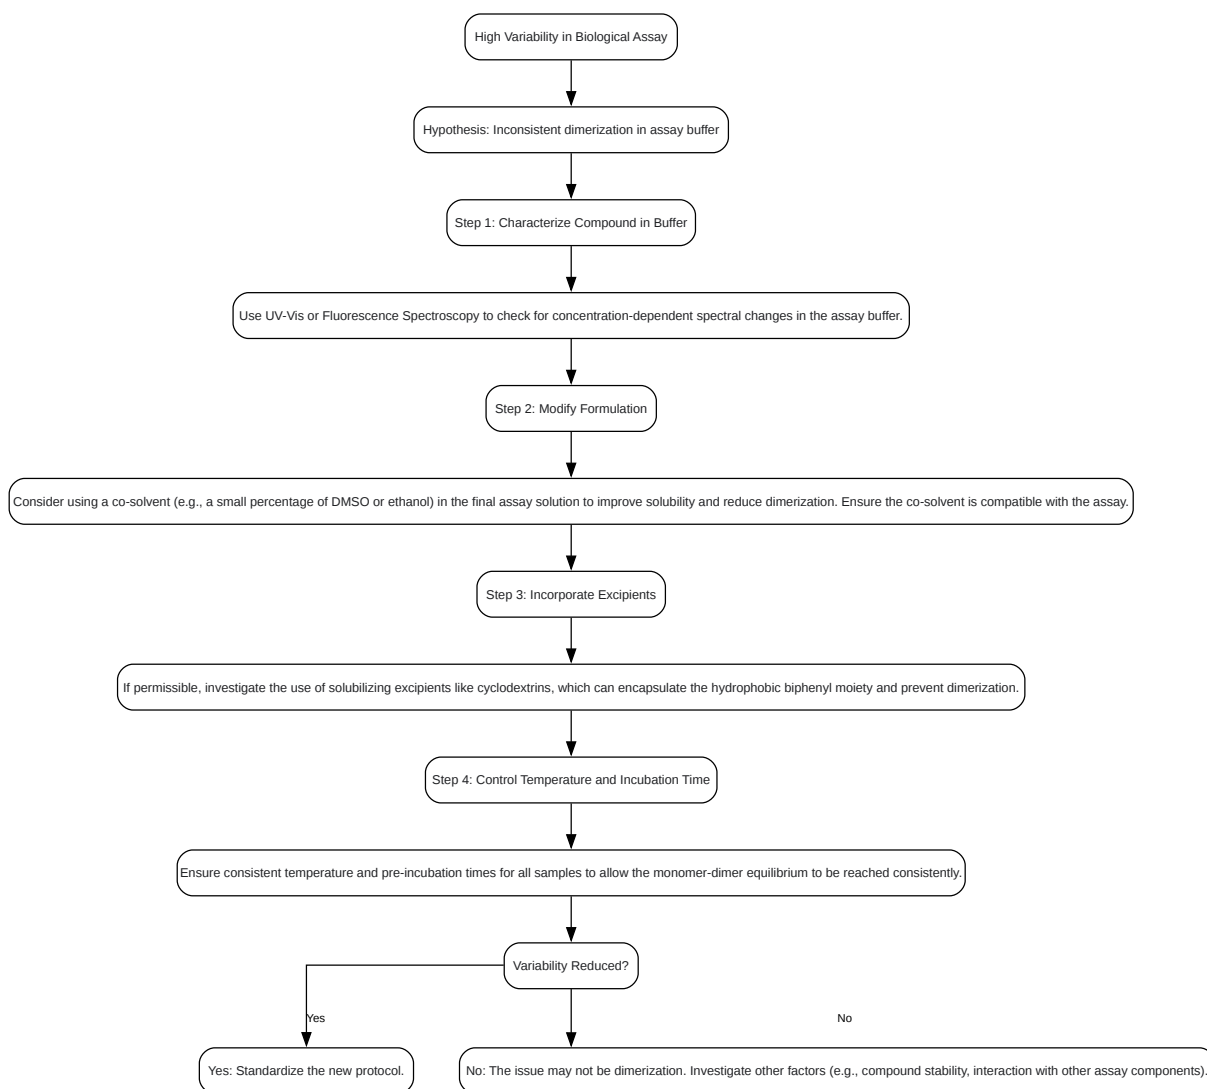 High Variability in Biological Assay
Hypothesis: Inconsistent dimerization in assay buffer
Step 1: Characterize Compound in Buffer
Use UV-Vis or Fluorescence Spectroscopy to check for concentration-dependent spectral changes in the assay buffer.
Step 2: Modify Formulation
Consider using a co-solvent (e.g., a small percentage of DMSO or ethanol) in the final assay solution to improve solubility and reduce dimerization. Ensure the co-solvent is compatible with the assay.
Step 3: Incorporate Excipients
If permissible, investigate the use of solubilizing excipients like cyclodextrins, which can encapsulate the hydrophobic biphenyl moiety and prevent dimerization.
Step 4: Control Temperature and Incubation Time
Ensure consistent temperature and pre-incubation times for all samples to allow the monomer-dimer equilibrium to be reached consistently.
Variability Reduced?
Yes
No
Yes: Standardize the new protocol.
No: The issue may not be dimerization. Investigate other factors (e.g., compound stability, interaction with other assay components).